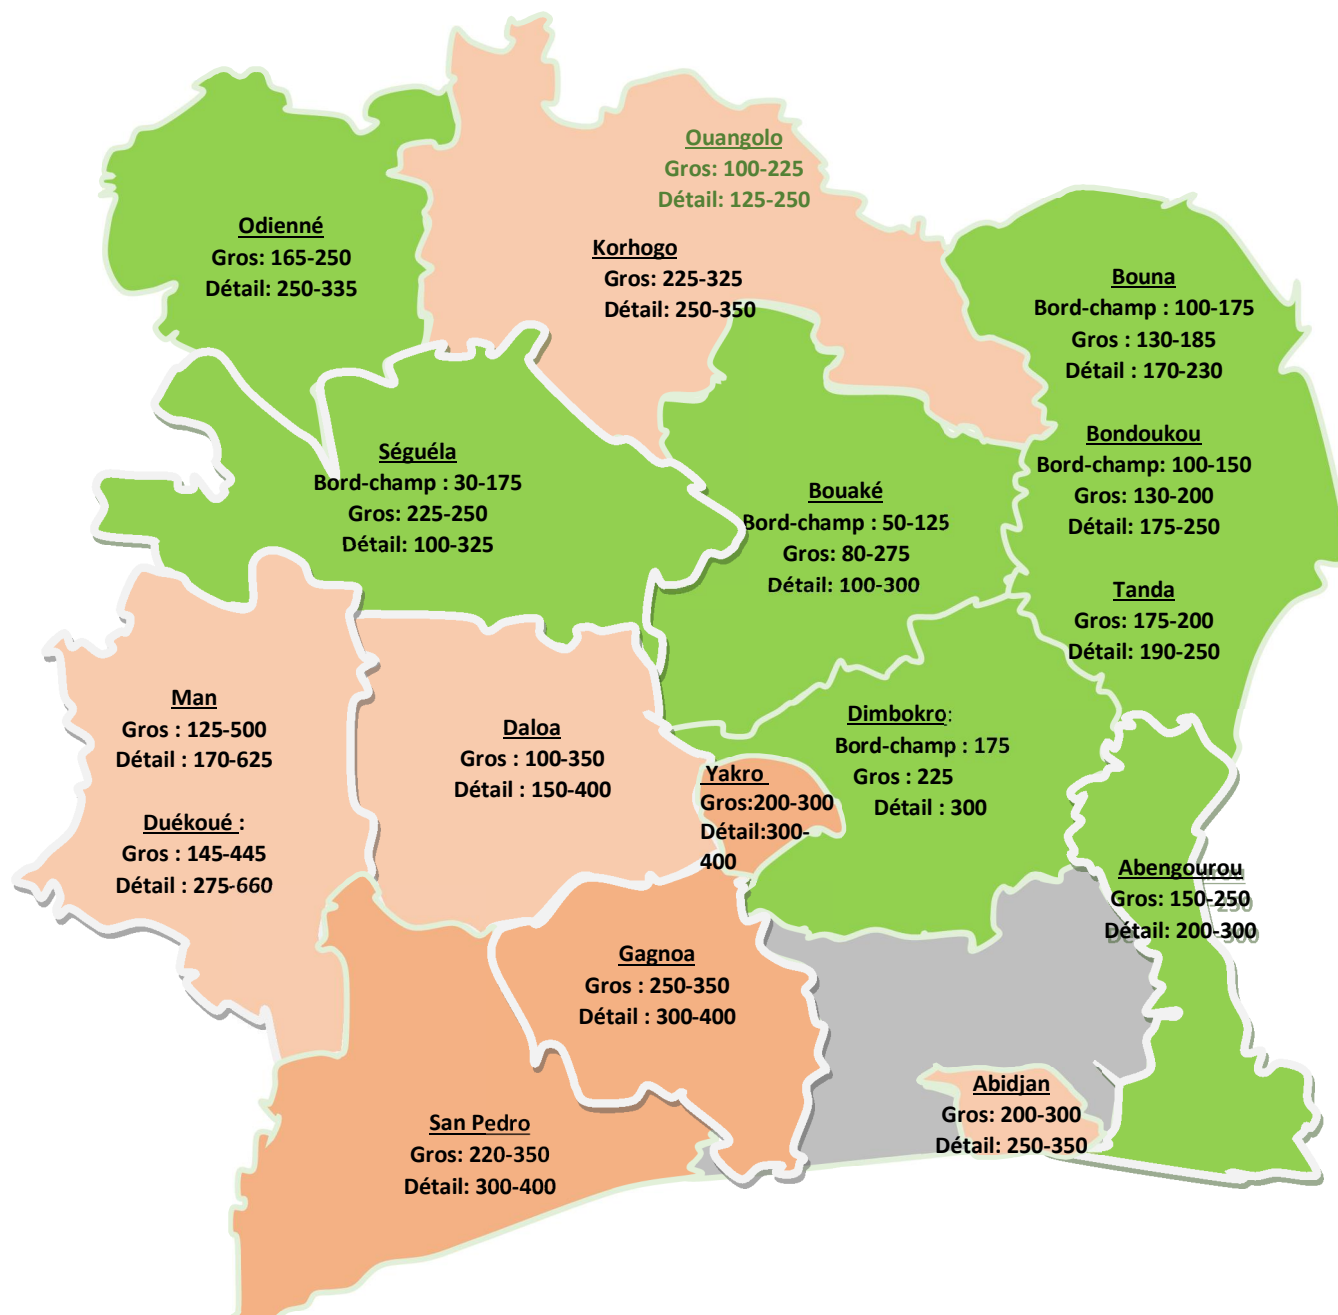 Ouangolo
Gros: 100-225
Détail: 125-250
Odienné
Gros: 165-250
Détail: 250-335
Korhogo
Gros: 225-325
Détail: 250-350
Bouna
Bord-champ : 100-175
Gros : 130-185
Détail : 170-230
Bondoukou
Bord-champ: 100-150
Gros: 130-200
Détail: 175-250
Tanda
Gros: 175-200
Détail: 190-250
Séguéla
Bord-champ : 30-175
Gros: 225-250
Détail: 100-325
Bouaké
Bord-champ : 50-125
Gros: 80-275
Détail: 100-300
Man
Gros : 125-500
Détail : 170-625
Duékoué :
Gros : 145-445
Détail : 275-660
Daloa
Gros : 100-350
Détail : 150-400
Yakro
Gros:200-300
Détail:300-
400
Dimbokro:
Bord-champ : 175
Gros : 225
Détail : 300
Abengourou
Gros: 150-250
Détail: 200-300
Gagnoa
Gros : 250-350
Détail : 300-400
San Pedro
Gros: 220-350
Détail: 300-400
Abidjan
Gros: 200-300
Détail: 250-350